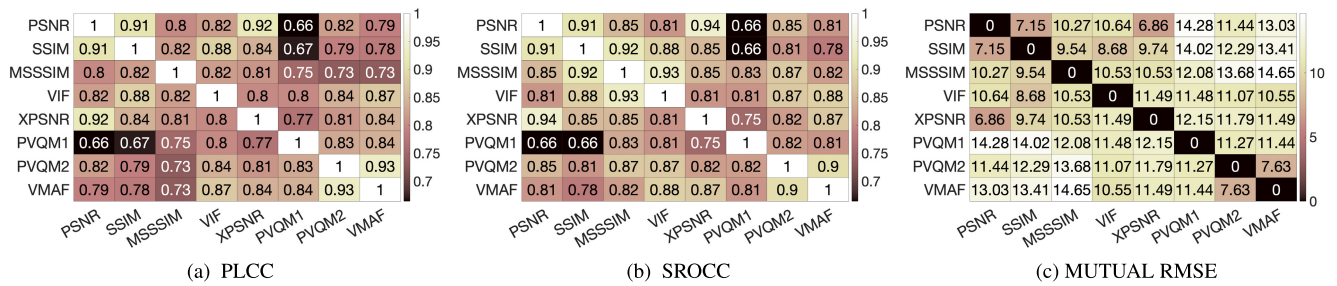 PSNR 1 0.91 0.8 0.82 0.92 0.66 0.82 0.79
SSIM 0.91 1 0.82 0.88 0.84 0.67 0.79 0.78
MSSSIM 0.8 0.82 1 0.82 0.81 0.75 0.73 0.73
VIF 0.82 0.88 0.82 1 0.8 0.8 0.84 0.87
XPSNR 0.92 0.84 0.81 0.8 1 0.77 0.81 0.84
PVQM1 0.66 0.67 0.75 0.8 0.77 1 0.83 0.84
PVQM2 0.82 0.79 0.73 0.84 0.81 0.83 1 0.93
VMAF 0.79 0.78 0.73 0.87 0.84 0.84 0.93 1
PSNR SSIM MSSSIM VIF XPSNR PVQM1 PVQM2 VMAF
1
0.95
0.9
0.85
0.8
0.75
0.7
(a) PLCC
PSNR 1 0.91 0.85 0.81 0.94 0.66 0.85 0.81
SSIM 0.91 1 0.92 0.88 0.85 0.66 0.81 0.78
MSSSIM 0.85 0.92 1 0.93 0.85 0.83 0.87 0.82
VIF 0.81 0.88 0.93 1 0.81 0.81 0.87 0.88
XPSNR 0.94 0.85 0.85 0.81 1 0.75 0.82 0.87
PVQM1 0.66 0.66 0.83 0.81 0.75 1 0.82 0.81
PVQM2 0.85 0.81 0.87 0.87 0.82 0.82 1 0.9
VMAF 0.81 0.78 0.82 0.88 0.87 0.81 0.9 1
PSNR SSIM MSSSIM VIF XPSNR PVQM1 PVQM2 VMAF
1
0.95
0.9
0.85
0.8
0.75
0.7
(b) SROCC
PSNR 0 7.15 10.27 10.64 6.86 14.28 11.44 13.03
SSIM 7.15 0 9.54 8.68 9.74 14.02 12.29 13.41
MSSSIM 10.27 9.54 0 10.53 10.53 12.08 13.68 14.65
VIF 10.64 8.68 10.53 0 11.49 11.48 11.07 10.55
XPSNR 6.86 9.74 10.53 11.49 0 12.15 11.79 11.49
PVQM1 14.28 14.02 12.08 11.48 12.15 0 11.27 11.44
PVQM2 11.44 12.29 13.68 11.07 11.79 11.27 0 7.63
VMAF 13.03 13.41 14.65 10.55 11.49 11.44 7.63 0
PSNR SSIM MSSSIM VIF XPSNR PVQM1 PVQM2 VMAF
10
5
0
(c) MUTUAL RMSE